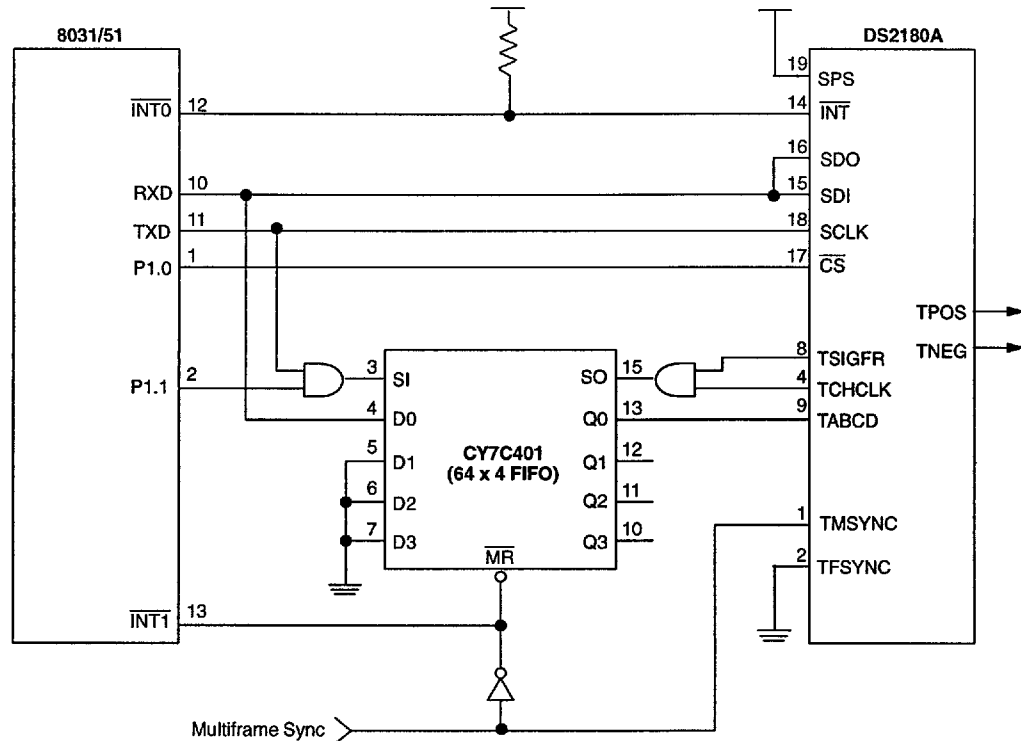 8031/51
DS2180A
19 SPS
INT0 12
14 INT
16 SDO
RXD 10
15 SDI
TXD 11
18 SCLK
P1.0 1
17 CS
TPOS
TNEG
P1.1 2
3 SI
SO 15
8 TSIGFR
4 TCHCLK
4 D0
Q0 13
9 TABCD
CY7C401
(64 x 4 FIFO)
5 D1
Q1 12
6 D2
Q2 11
7 D3
Q3 10
MR
1 TMSYNC
2 TFSYNC
INT1 13
Multiframe Sync